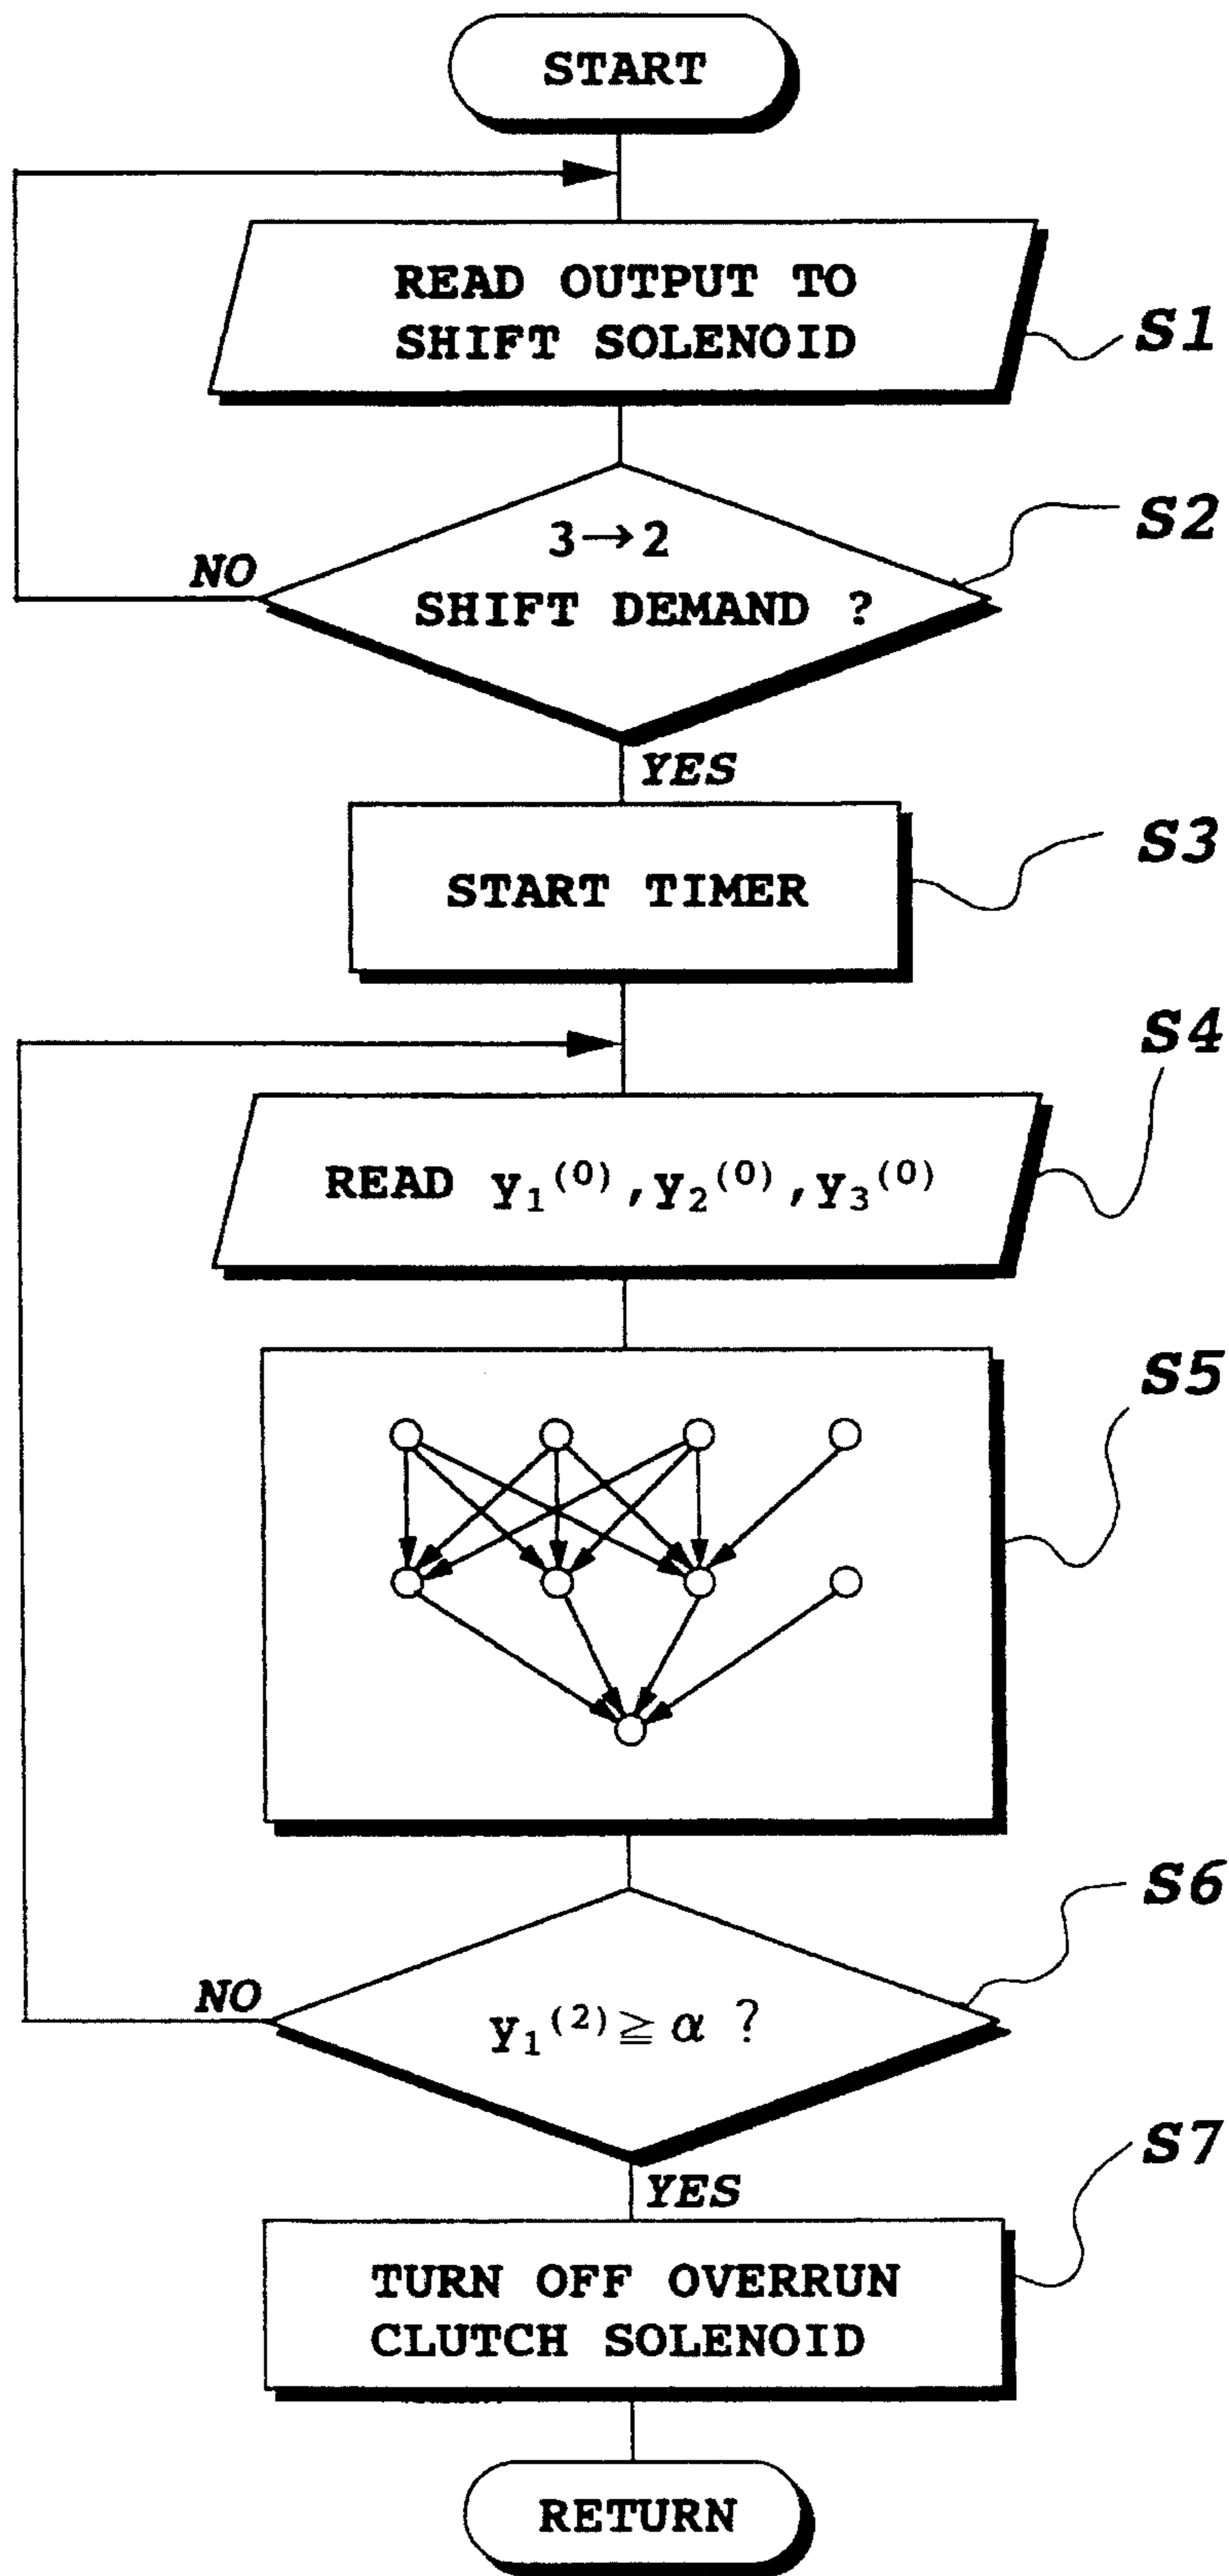 START
READ OUTPUT TO
SHIFT SOLENOID
S1
3→2
SHIFT DEMAND ?
S2
NO
YES
START TIMER
S3
READ y₁⁽⁰⁾, y₂⁽⁰⁾, y₃⁽⁰⁾
S4
S5
y₁⁽²⁾ ≧ α ?
S6
NO
YES
TURN OFF OVERRUN
CLUTCH SOLENOID
S7
RETURN